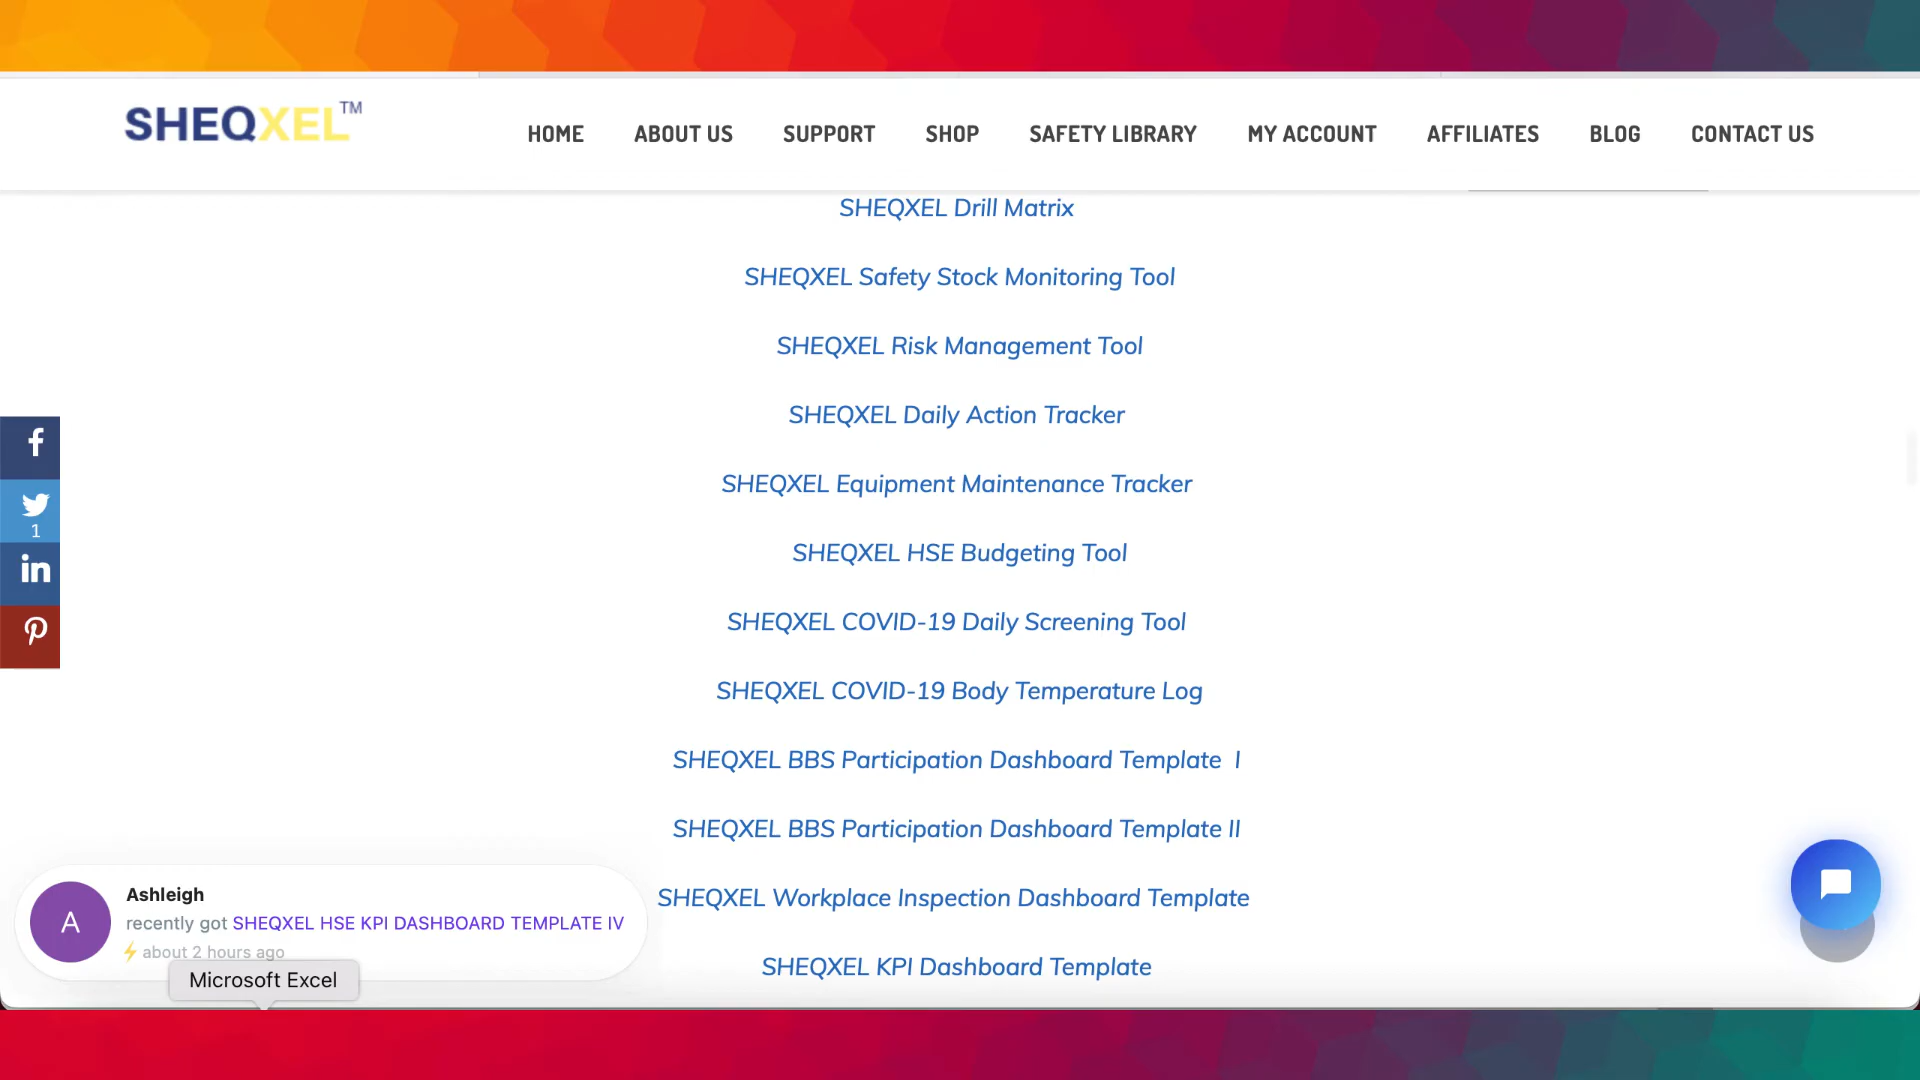 SHEQXEL™
HOME ABOUT US SUPPORT SHOP SAFETY LIBRARY MY ACCOUNT AFFILIATES BLOG CONTACT US
SHEQXEL Drill Matrix
SHEQXEL Safety Stock Monitoring Tool
SHEQXEL Risk Management Tool
SHEQXEL Daily Action Tracker
SHEQXEL Equipment Maintenance Tracker
SHEQXEL HSE Budgeting Tool
SHEQXEL COVID-19 Daily Screening Tool
SHEQXEL COVID-19 Body Temperature Log
SHEQXEL BBS Participation Dashboard Template I
SHEQXEL BBS Participation Dashboard Template II
SHEQXEL Workplace Inspection Dashboard Template
SHEQXEL KPI Dashboard Template
f
1
in
A
Ashleigh
recently got SHEQXEL HSE KPI DASHBOARD TEMPLATE IV
about 2 hours ago
Microsoft Excel